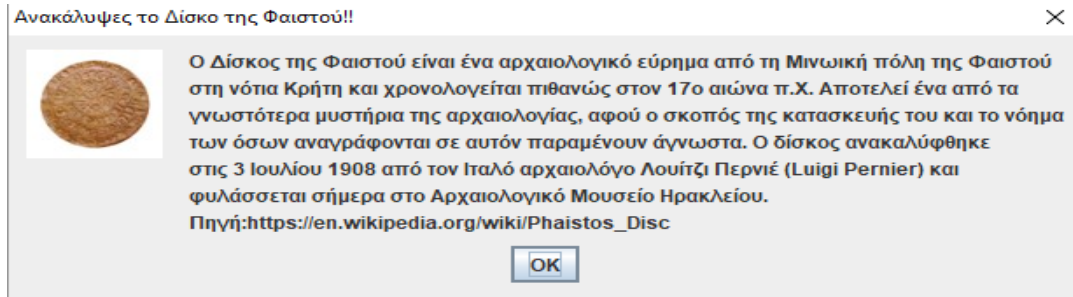 Ανακάλυψες το Δίσκο της Φαιστού!!
Ο Δίσκος της Φαιστού είναι ένα αρχαιολογικό εύρημα από τη Μινωική πόλη της Φαιστού
στη νότια Κρήτη και χρονολογείται πιθανώς στον 17ο αιώνα π.Χ. Αποτελεί ένα από τα
γνωστότερα μυστήρια της αρχαιολογίας, αφού ο σκοπός της κατασκευής του και το νόημα
των όσων αναγράφονται σε αυτόν παραμένουν άγνωστα. Ο δίσκος ανακαλύφθηκε
στις 3 Ιουλίου 1908 από τον Ιταλό αρχαιολόγο Λουίτζι Περνιέ (Luigi Pernier) και
φυλάσσεται σήμερα στο Αρχαιολογικό Μουσείο Ηρακλείου.
Πηγή:https://en.wikipedia.org/wiki/Phaistos_Disc
OK